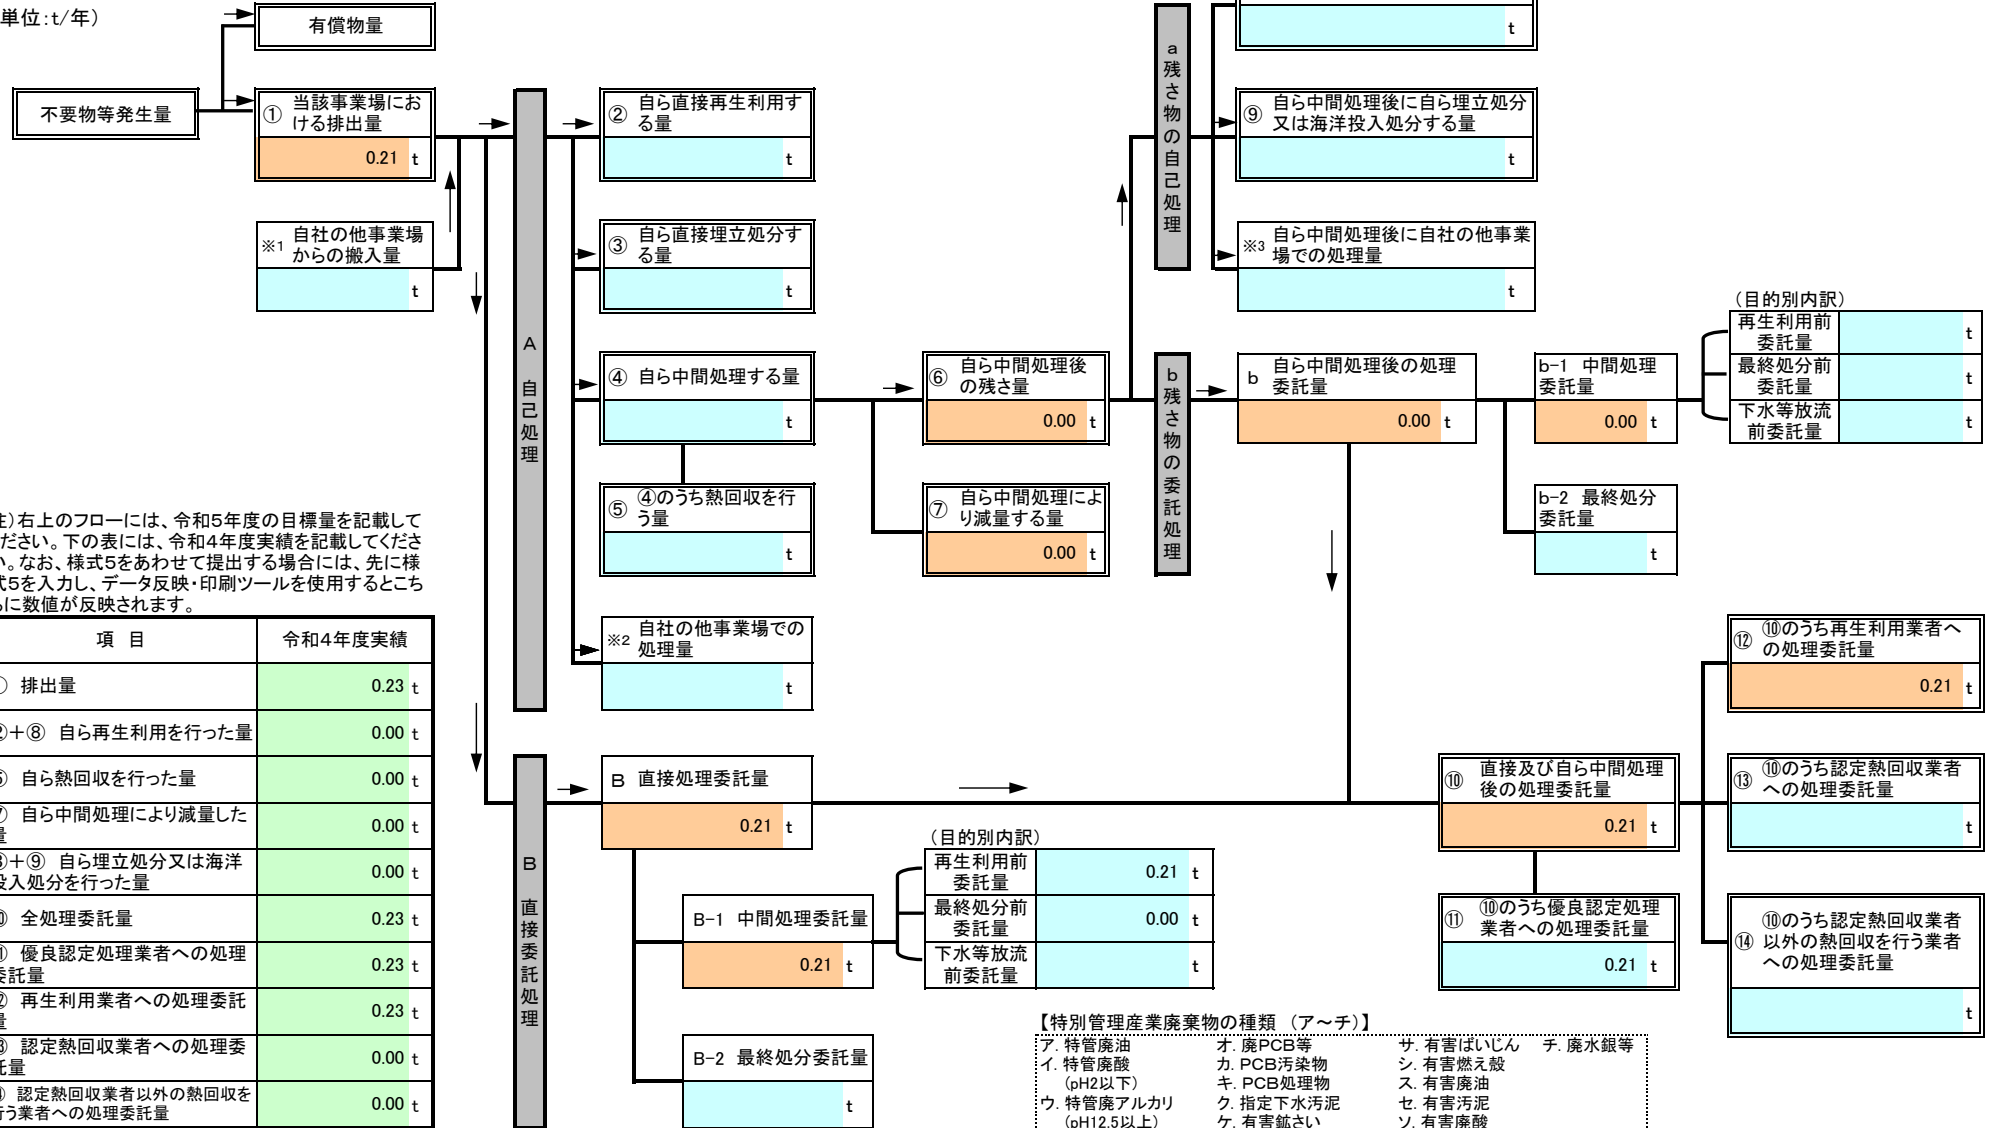 単位：t/年）
有償物量
不要物等発生量
① 当該事業場にお
ける排出量
0.21 t
※1 自社の他事業場
からの搬入量
t
A 自己処理
② 自ら直接再生利用す
る量
t
③ 自ら直接埋立処分す
る量
t
④ 自ら中間処理する量
t
⑤ ④のうち熱回収を行
う量
t
※2 自社の他事業場での
処理量
t
⑥ 自ら中間処理後
の残さ量
0.00 t
⑦ 自ら中間処理によ
り減量する量
0.00 t
a 残さ物の自己処理
t
⑨ 自ら中間処理後に自ら埋立処分
又は海洋投入処分する量
t
※3 自ら中間処理後に自社の他事業
場での処理量
t
b 残さ物の委託処理
b 自ら中間処理後の処理
委託量
0.00 t
b-1 中間処理
委託量
0.00 t
b-2 最終処分
委託量
t
（目的別内訳）
再生利用前
委託量
t
最終処分前
委託量
t
下水等放流
前委託量
t
注）右上のフローには、令和5年度の目標量を記載して
ください。下の表には、令和4年度実績を記載してくださ
い。なお、様式5をあわせて提出する場合には、先に様
式5を入力し、データ反映・印刷ツールを使用するとこち
らに数値が反映されます。
項 目 令和4年度実績
① 排出量 0.23 t
②＋⑧ 自ら再生利用を行った量 0.00 t
⑤ 自ら熱回収を行った量 0.00 t
⑦ 自ら中間処理により減量した
量 0.00 t
③＋⑨ 自ら埋立処分又は海洋
投入処分を行った量 0.00 t
⑩ 全処理委託量 0.23 t
⑪ 優良認定処理業者への処理
委託量 0.23 t
⑫ 再生利用業者への処理委託
量 0.23 t
⑬ 認定熱回収業者への処理委
託量 0.00 t
⑭ 認定熱回収業者以外の熱回収を
行う業者への処理委託量 0.00 t
B 直接委託処理
B 直接処理委託量
0.21 t
B-1 中間処理委託量
0.21 t
B-2 最終処分委託量
t
（目的別内訳）
再生利用前
委託量
0.21 t
最終処分前
委託量
0.00 t
下水等放流
前委託量
t
⑩ 直接及び自ら中間処理
後の処理委託量
0.21 t
⑪ ⑩のうち優良認定処理
業者への処理委託量
0.21 t
⑫ ⑩のうち再生利用業者へ
の処理委託量
0.21 t
⑬ ⑩のうち認定熱回収業者
への処理委託量
t
⑭ ⑩のうち認定熱回収業者
以外の熱回収を行う業者
への処理委託量
t
【特別管理産業廃棄物の種類 （ア～チ）】
ア. 特管廃油 オ. 廃PCB等 サ. 有害ばいじん チ. 廃水銀等
イ. 特管廃酸 カ. PCB汚染物 シ. 有害燃え殻
（pH2以下） キ. PCB処理物 ス. 有害廃油
ウ. 特管廃アルカリ ク. 指定下水汚泥 セ. 有害汚泥
（pH12.5以上） ケ. 有害鉱さい ソ. 有害廃酸